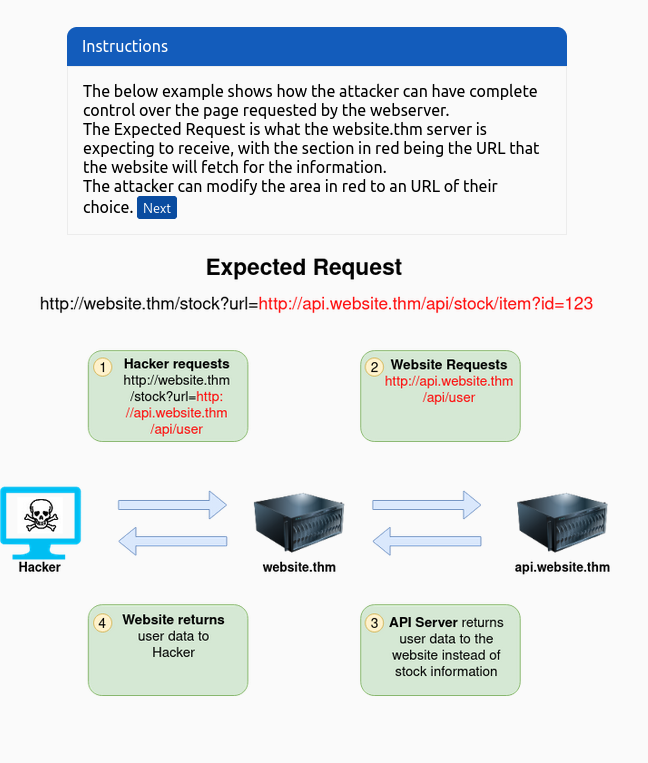 Instructions
The below example shows how the attacker can have complete
control over the page requested by the webserver.
The Expected Request is what the website.thm server is
expecting to receive, with the section in red being the URL that
the website will fetch for the information.
The attacker can modify the area in red to an URL of their
choice. Next
Expected Request
http://website.thm/stock?url=http://api.website.thm/api/stock/item?id=123
1
Hacker requests
http://website.thm
/stock?url=http:
//api.website.thm
/api/user
2
Website Requests
http://api.website.thm
/api/user
Hacker
website.thm
api.website.thm
4
Website returns
user data to
Hacker
3
API Server returns
user data to the
website instead of
stock information